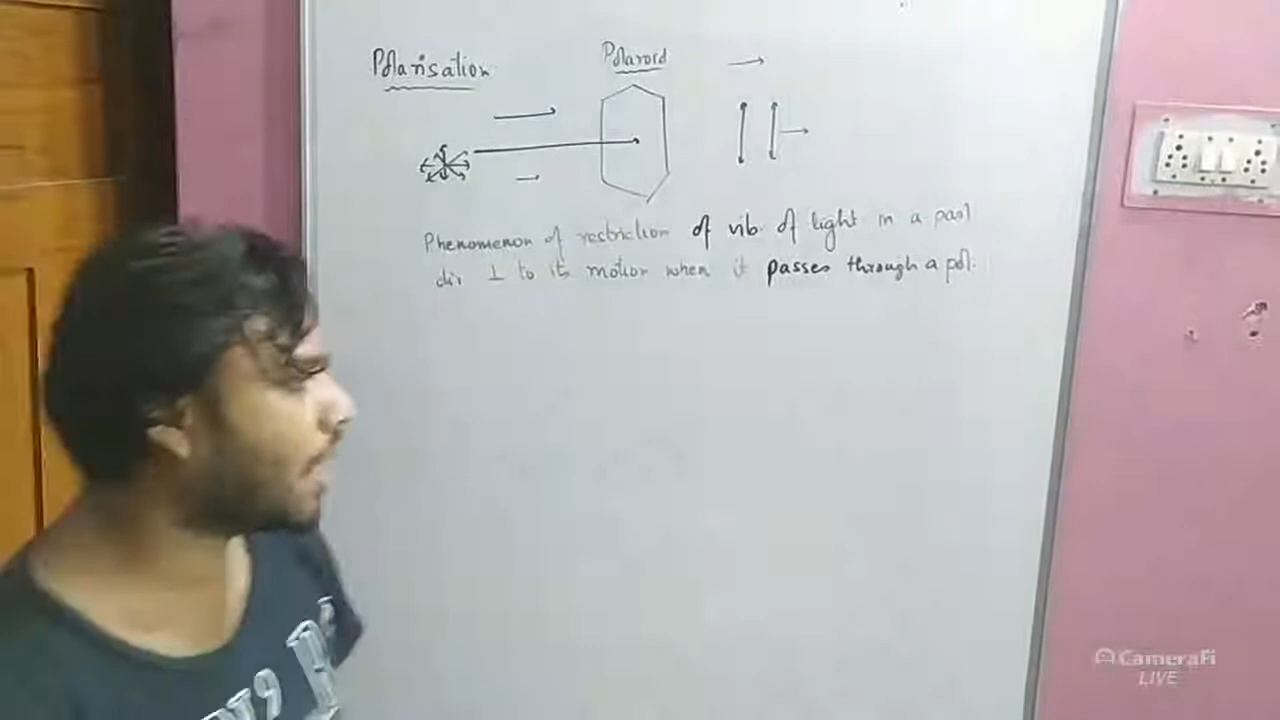 Polarisation
Polaroid
Phenomenon of restriction of vib. of light in a part
dir ⊥ to its motion when it passes through a pol.
CameraFi
LIVE